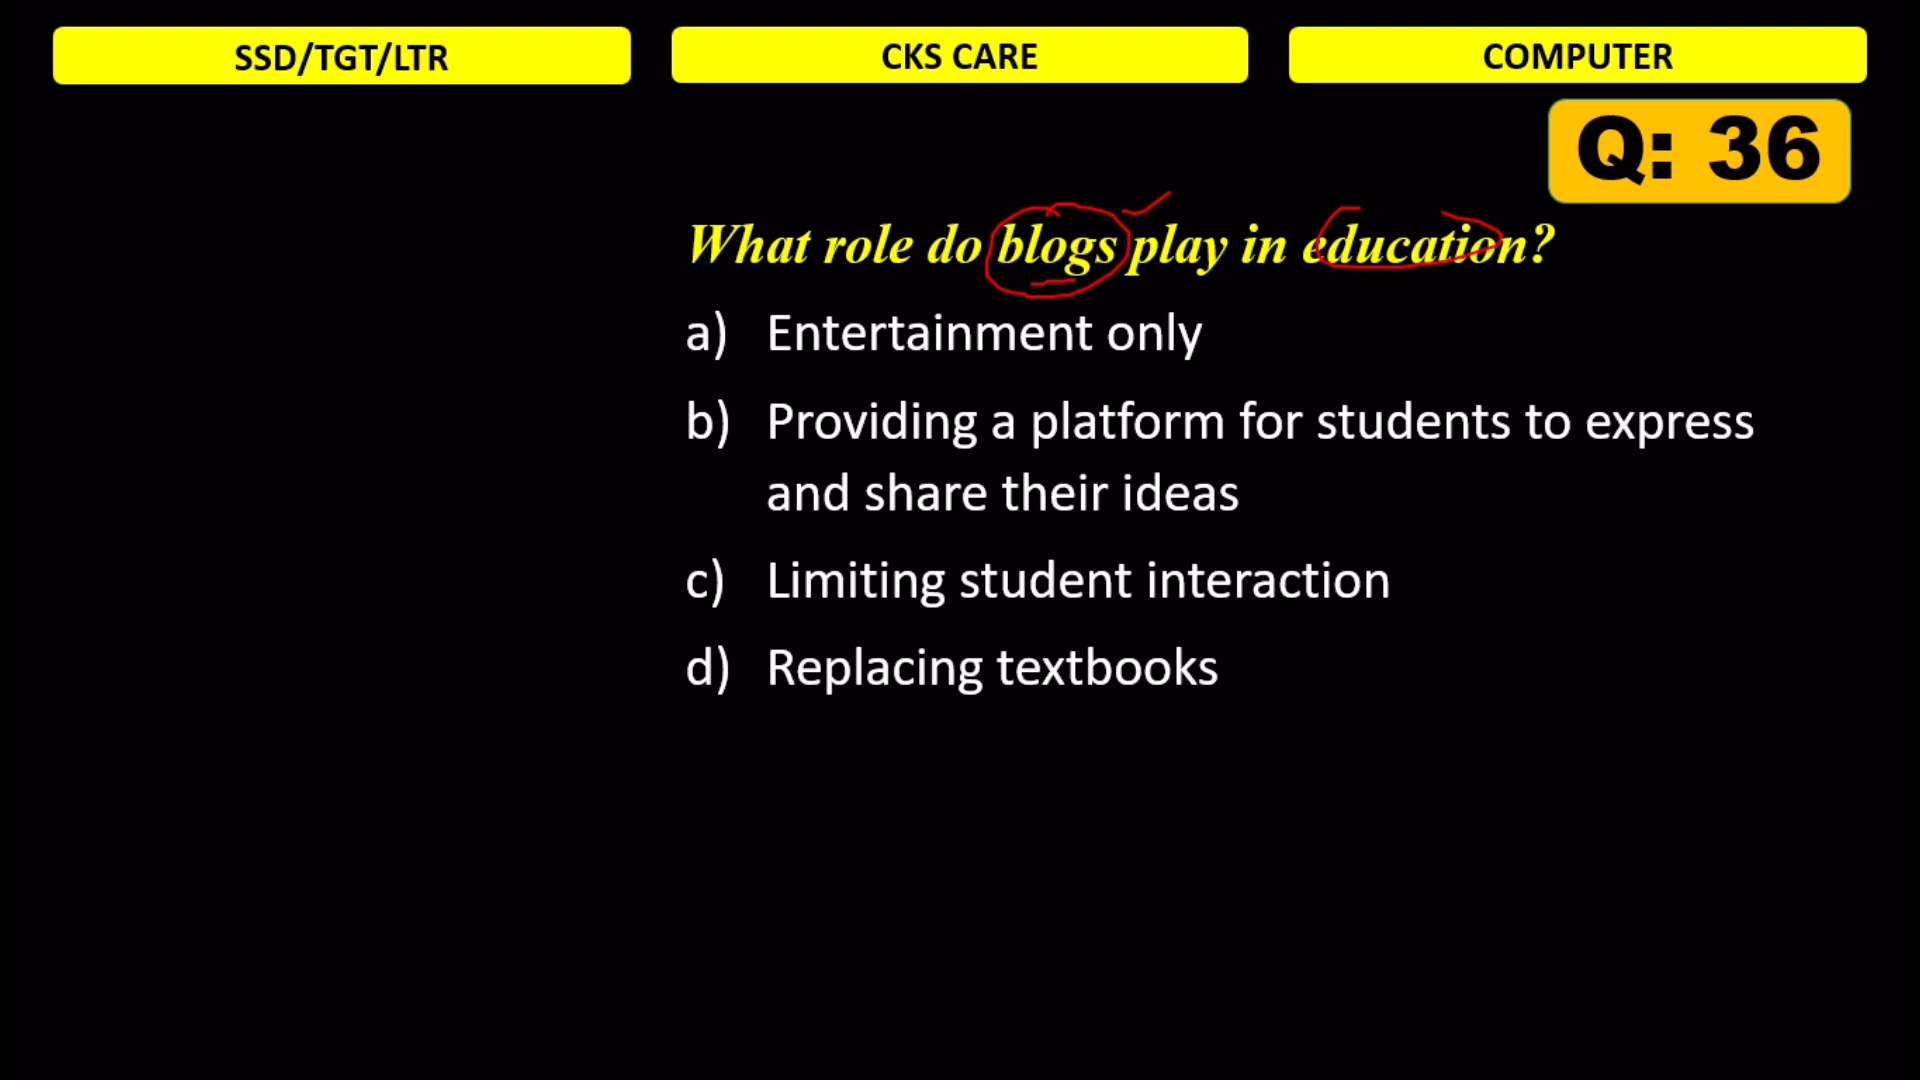 SSD/TGT/LTR
CKS CARE
COMPUTER
Q: 36
What role do blogs play in education?
a) Entertainment only
b) Providing a platform for students to express
and share their ideas
c) Limiting student interaction
d) Replacing textbooks